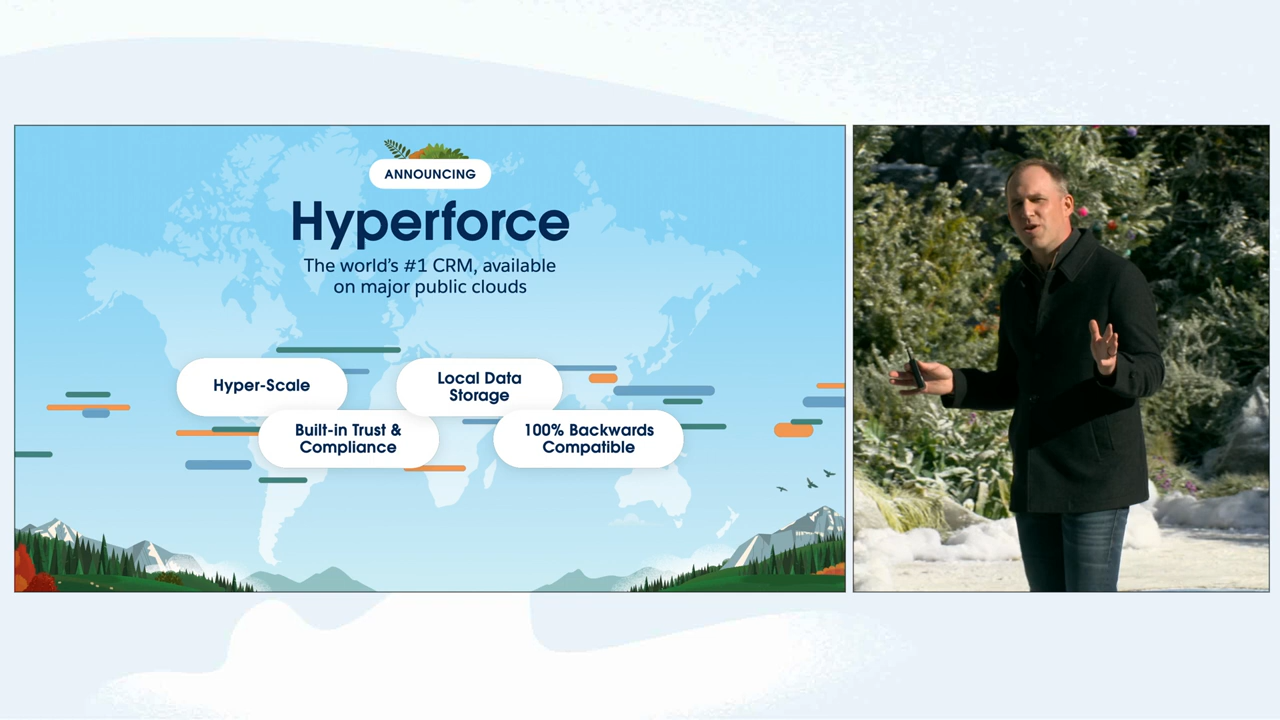 ANNOUNCING
Hyperforce
The world's #1 CRM, available
on major public clouds
Hyper-Scale
Local Data
Storage
Built-in Trust &
Compliance
100% Backwards
Compatible